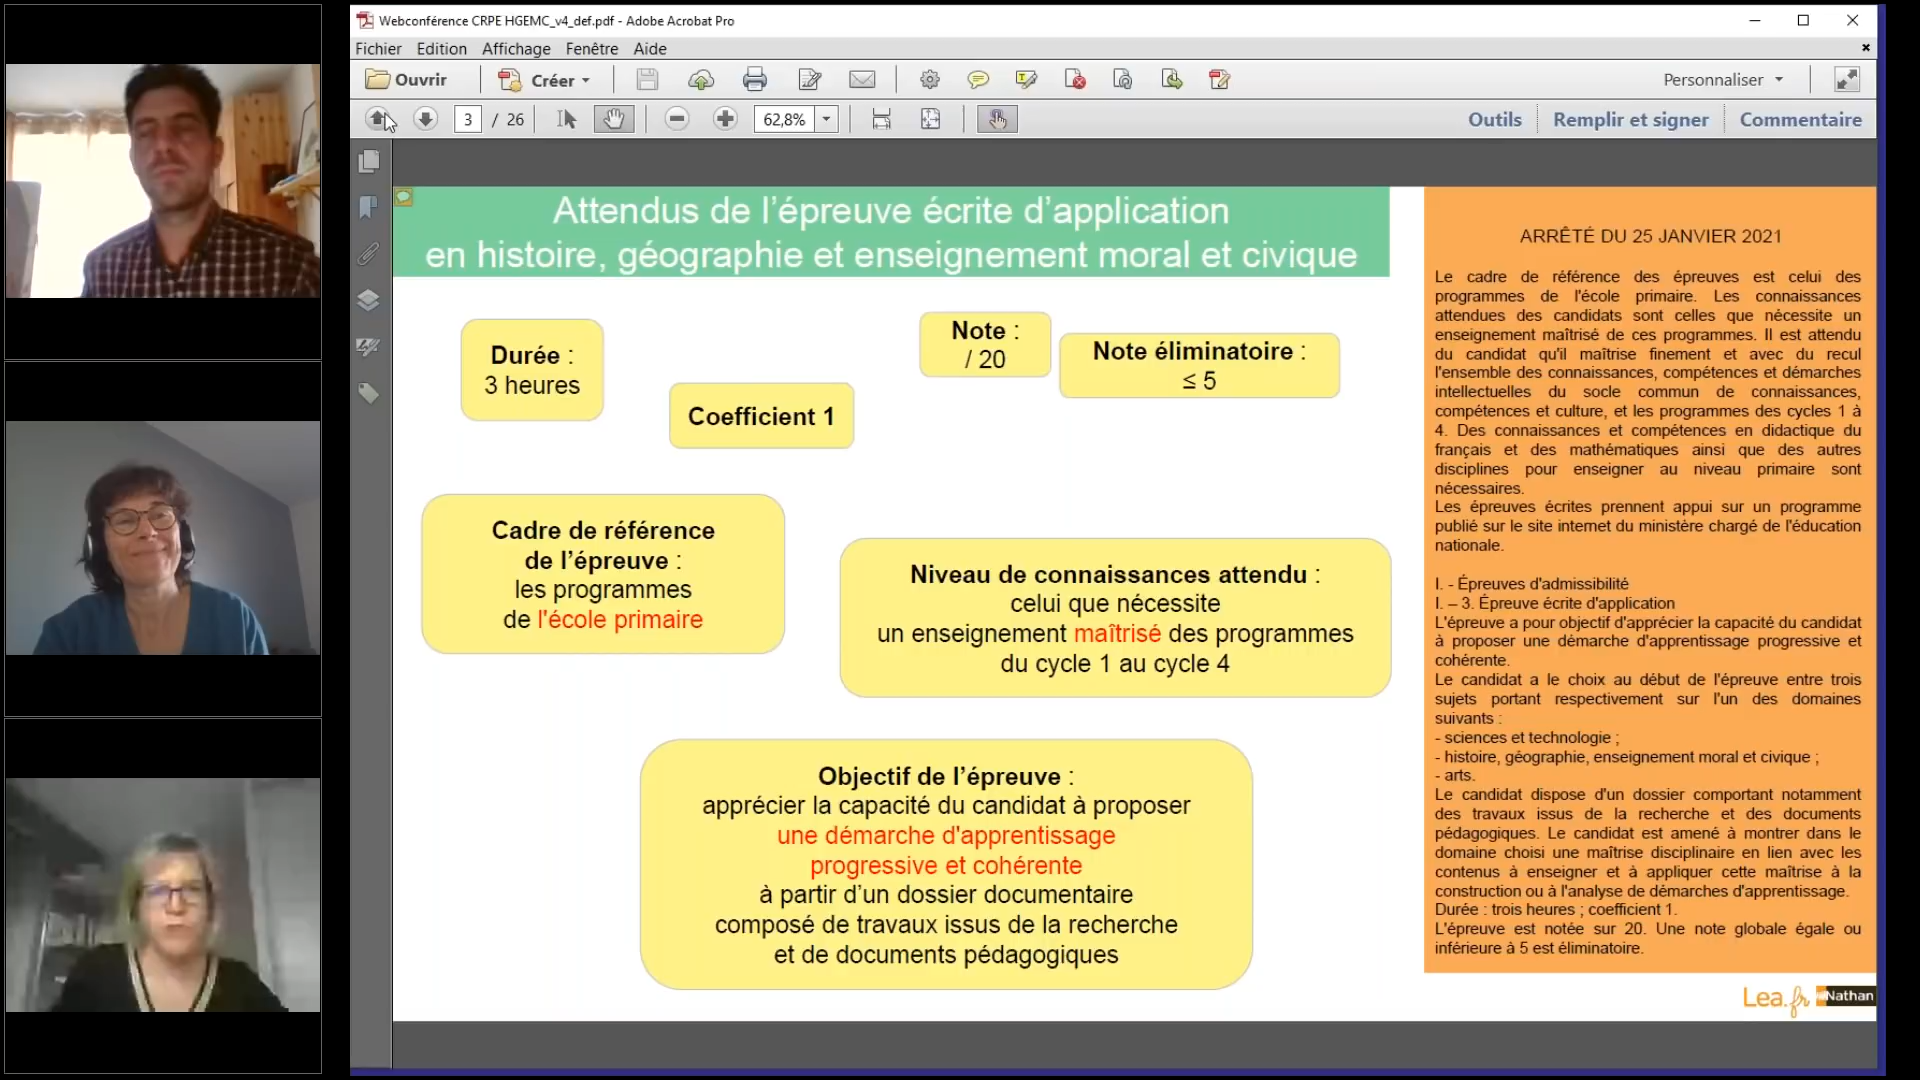 Webconférence CRPE HGEMC_v4_def.pdf - Adobe Acrobat Pro
Fichier Edition Affichage Fenêtre Aide
Ouvrir Créer Personnaliser
3 / 26 62,8% Outils Remplir et signer Commentaire
Attendus de l’épreuve écrite d’application
en histoire, géographie et enseignement moral et civique
Durée :
3 heures
Coefficient 1
Note :
/ 20
Note éliminatoire :
≤ 5
Cadre de référence
de l’épreuve :
les programmes
de l'école primaire
Niveau de connaissances attendu :
celui que nécessite
un enseignement maîtrisé des programmes
du cycle 1 au cycle 4
Objectif de l’épreuve :
apprécier la capacité du candidat à proposer
une démarche d'apprentissage
progressive et cohérente
à partir d’un dossier documentaire
composé de travaux issus de la recherche
et de documents pédagogiques
ARRÊTÉ DU 25 JANVIER 2021
Le cadre de référence des épreuves est celui des
programmes de l'école primaire. Les connaissances
attendues des candidats sont celles que nécessite un
enseignement maîtrisé de ces programmes. Il est attendu
du candidat qu'il maîtrise finement et avec du recul
l'ensemble des connaissances, compétences et démarches
intellectuelles du socle commun de connaissances,
compétences et culture, et les programmes des cycles 1 à
4. Des connaissances et compétences en didactique du
français et des mathématiques ainsi que des autres
disciplines pour enseigner au niveau primaire sont
nécessaires.
Les épreuves écrites prennent appui sur un programme
publié sur le site internet du ministère chargé de l'éducation
nationale.
I. - Épreuves d'admissibilité
I. – 3. Épreuve écrite d'application
L'épreuve a pour objectif d'apprécier la capacité du candidat
à proposer une démarche d'apprentissage progressive et
cohérente.
Le candidat a le choix au début de l'épreuve entre trois
sujets portant respectivement sur l'un des domaines
suivants :
- sciences et technologie ;
- histoire, géographie, enseignement moral et civique ;
- arts.
Le candidat dispose d'un dossier comportant notamment
des travaux issus de la recherche et des documents
pédagogiques. Le candidat est amené à montrer dans le
domaine choisi une maîtrise disciplinaire en lien avec les
contenus à enseigner et à appliquer cette maîtrise à la
construction ou à l'analyse de démarches d'apprentissage.
Durée : trois heures ; coefficient 1.
L'épreuve est notée sur 20. Une note globale égale ou
inférieure à 5 est éliminatoire.
Lea.fr Nathan